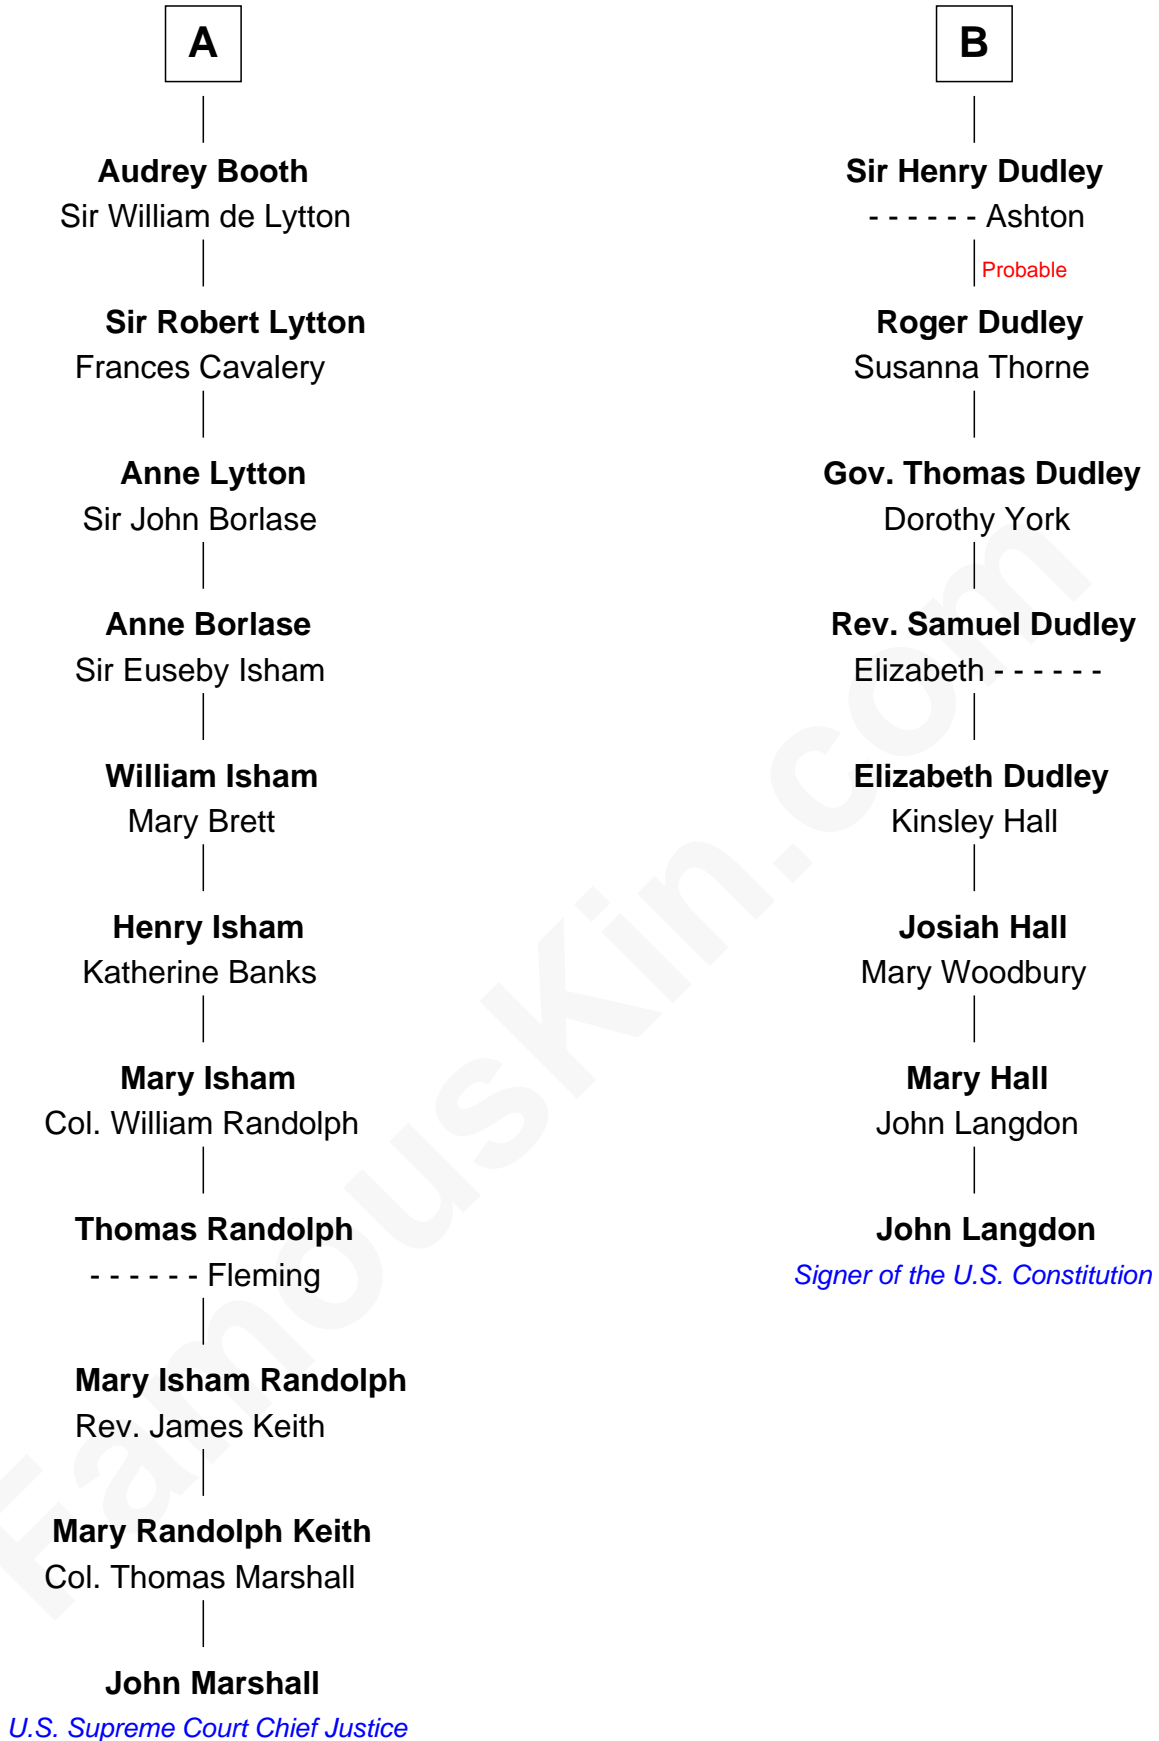 A
Audrey Booth
Sir William de Lytton
Sir Robert Lytton
Frances Cavalery
Anne Lytton
Sir John Borlase
Anne Borlase
Sir Euseby Isham
William Isham
Mary Brett
Henry Isham
Katherine Banks
Mary Isham
Col. William Randolph
Thomas Randolph
- - - - - - Fleming
Mary Isham Randolph
Rev. James Keith
Mary Randolph Keith
Col. Thomas Marshall
John Marshall
U.S. Supreme Court Chief Justice
B
Sir Henry Dudley
- - - - - - Ashton
Probable
Roger Dudley
Susanna Thorne
Gov. Thomas Dudley
Dorothy York
Rev. Samuel Dudley
Elizabeth - - - - - -
Elizabeth Dudley
Kinsley Hall
Josiah Hall
Mary Woodbury
Mary Hall
John Langdon
John Langdon
Signer of the U.S. Constitution
FamousKin.com